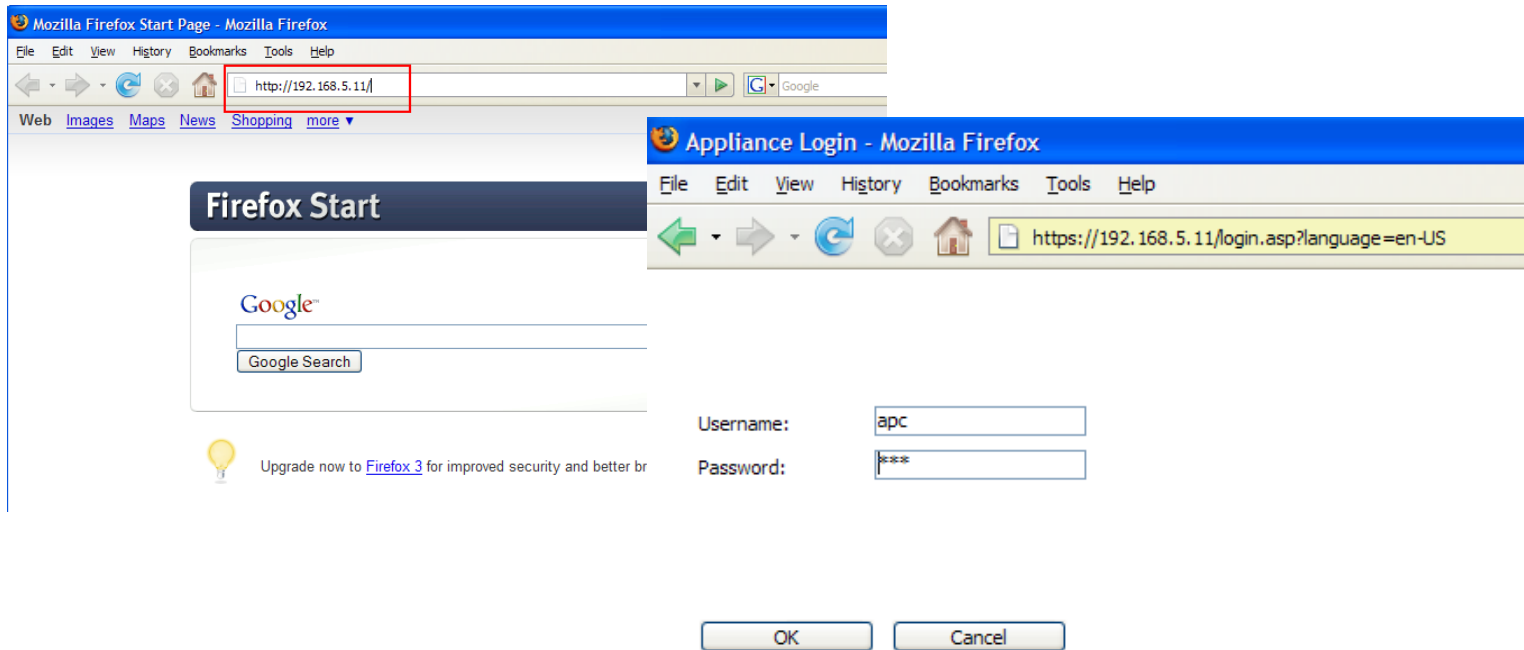 Mozilla Firefox Start Page - Mozilla Firefox
File Edit View History Bookmarks Tools Help
http://192.168.5.11/
G Google
Web Images Maps News Shopping more ▼
Firefox Start
Google™
Google Search
Upgrade now to Firefox 3 for improved security and better br
Appliance Login - Mozilla Firefox
File Edit View History Bookmarks Tools Help
https://192.168.5.11/login.asp?language=en-US
Username: apc
Password: ***
OK Cancel